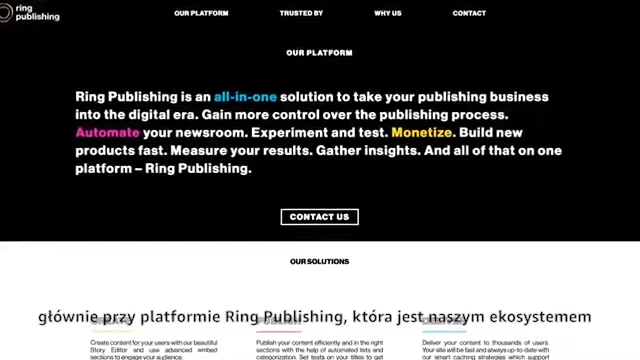 ring
publishing
OUR PLATFORM TRUSTED BY WHY US CONTACT
OUR PLATFORM
Ring Publishing is an all-in-one solution to take your publishing business
into the digital era. Gain more control over the publishing process.
Automate your newsroom. Experiment and test. Monetize. Build new
products fast. Measure your results. Gather insights. And all of that on one
platform – Ring Publishing.
CONTACT US
OUR SOLUTIONS
głównie przy platformie Ring Publishing, która jest naszym ekosystemem
Create content for your users with our beautiful
Story Editor and use advanced embed
sections to engage your audience.
Publish your content efficiently and in the right
sections with the help of automated lists and
categorization. Set tests on your titles to get
Deliver your content to thousands of users.
Your site will be fast and always up-to-date with
our smart caching strategies which support